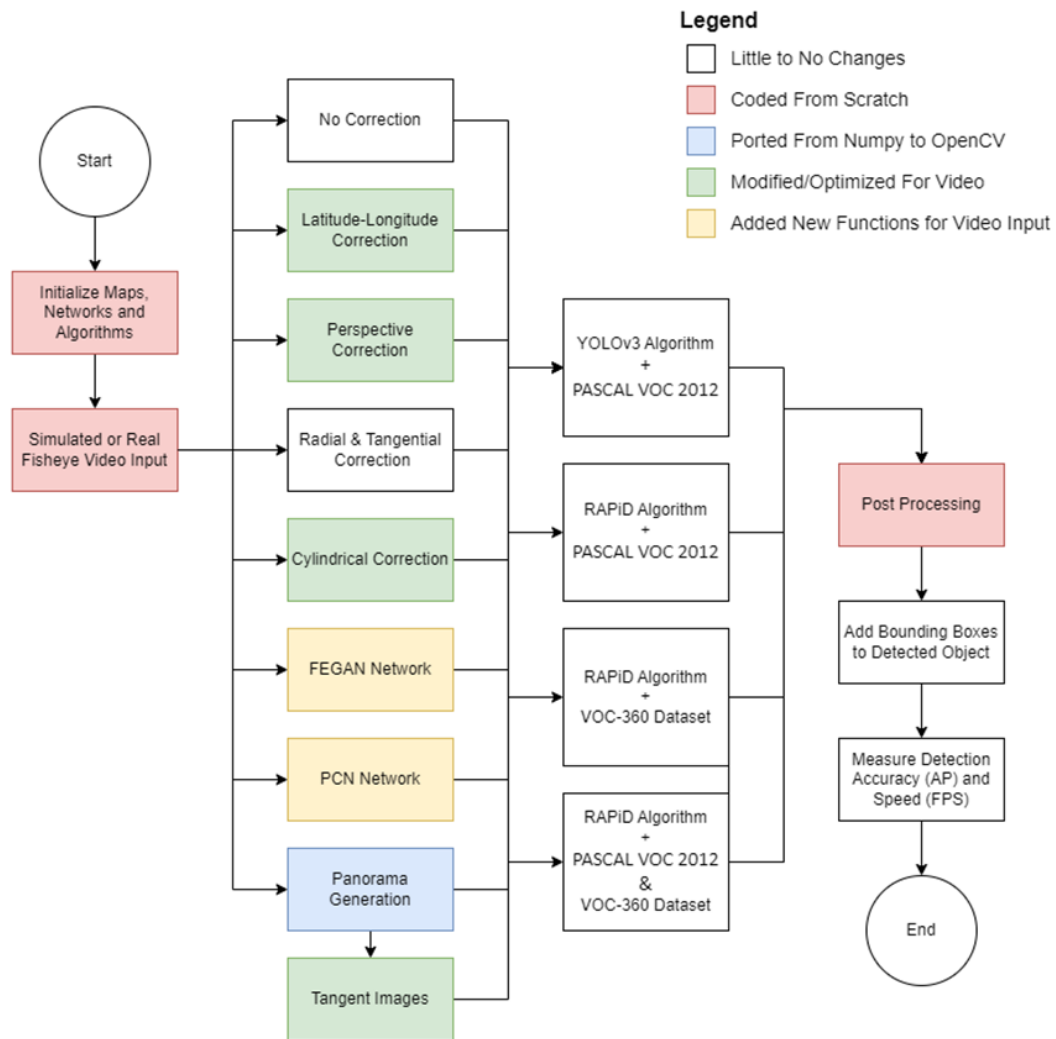 Legend
Little to No Changes
Coded From Scratch
Ported From Numpy to OpenCV
Modified/Optimized For Video
Added New Functions for Video Input
Start
Initialize Maps,
Networks and
Algorithms
Simulated or Real
Fisheye Video Input
No Correction
Latitude-Longitude
Correction
Perspective
Correction
Radial & Tangential
Correction
Cylindrical Correction
FEGAN Network
PCN Network
Panorama
Generation
Tangent Images
YOLOv3 Algorithm
+
PASCAL VOC 2012
RAPiD Algorithm
+
PASCAL VOC 2012
RAPiD Algorithm
+
VOC-360 Dataset
RAPiD Algorithm
+
PASCAL VOC 2012
&
VOC-360 Dataset
Post Processing
Add Bounding Boxes
to Detected Object
Measure Detection
Accuracy (AP) and
Speed (FPS)
End